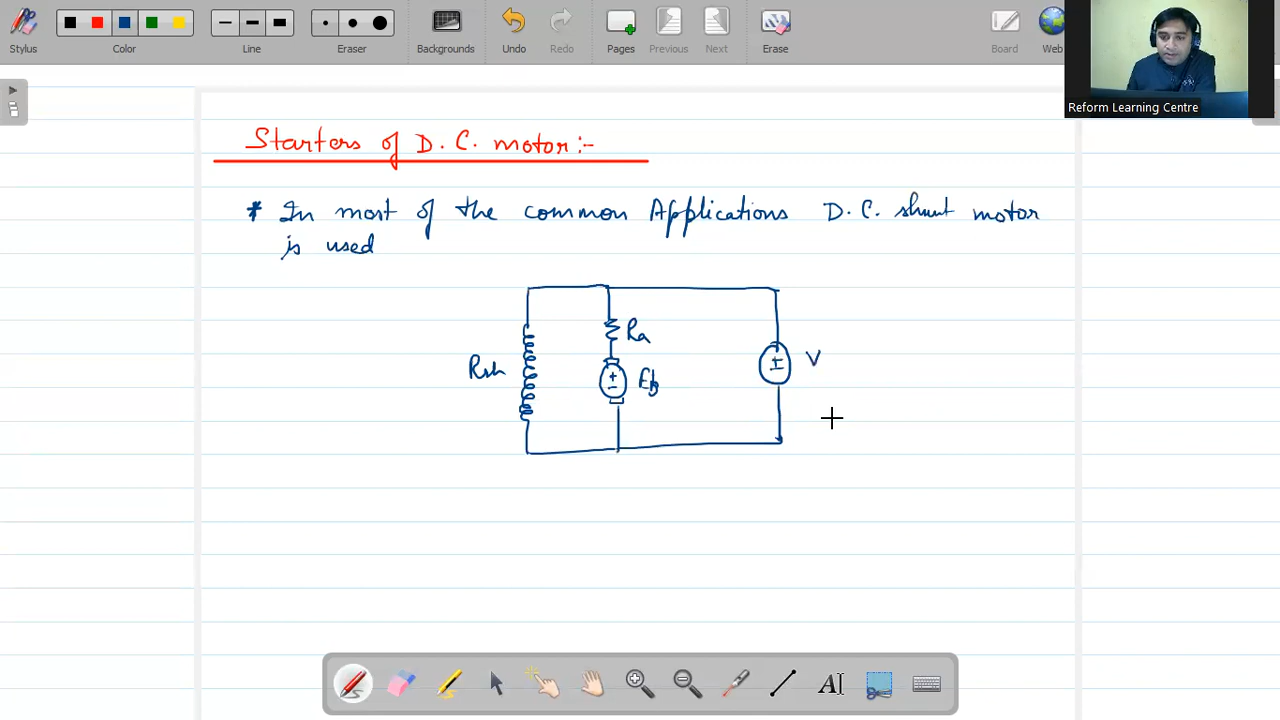 Stylus
Color
Line
Eraser
Backgrounds
Undo
Redo
Pages
Previous
Next
Erase
Board
Web
Reform Learning Centre
Starters of D.C. motor:-
* In most of the common Applications D.C. shunt motor
is used
Ra
Rsh
Eb
V
AI